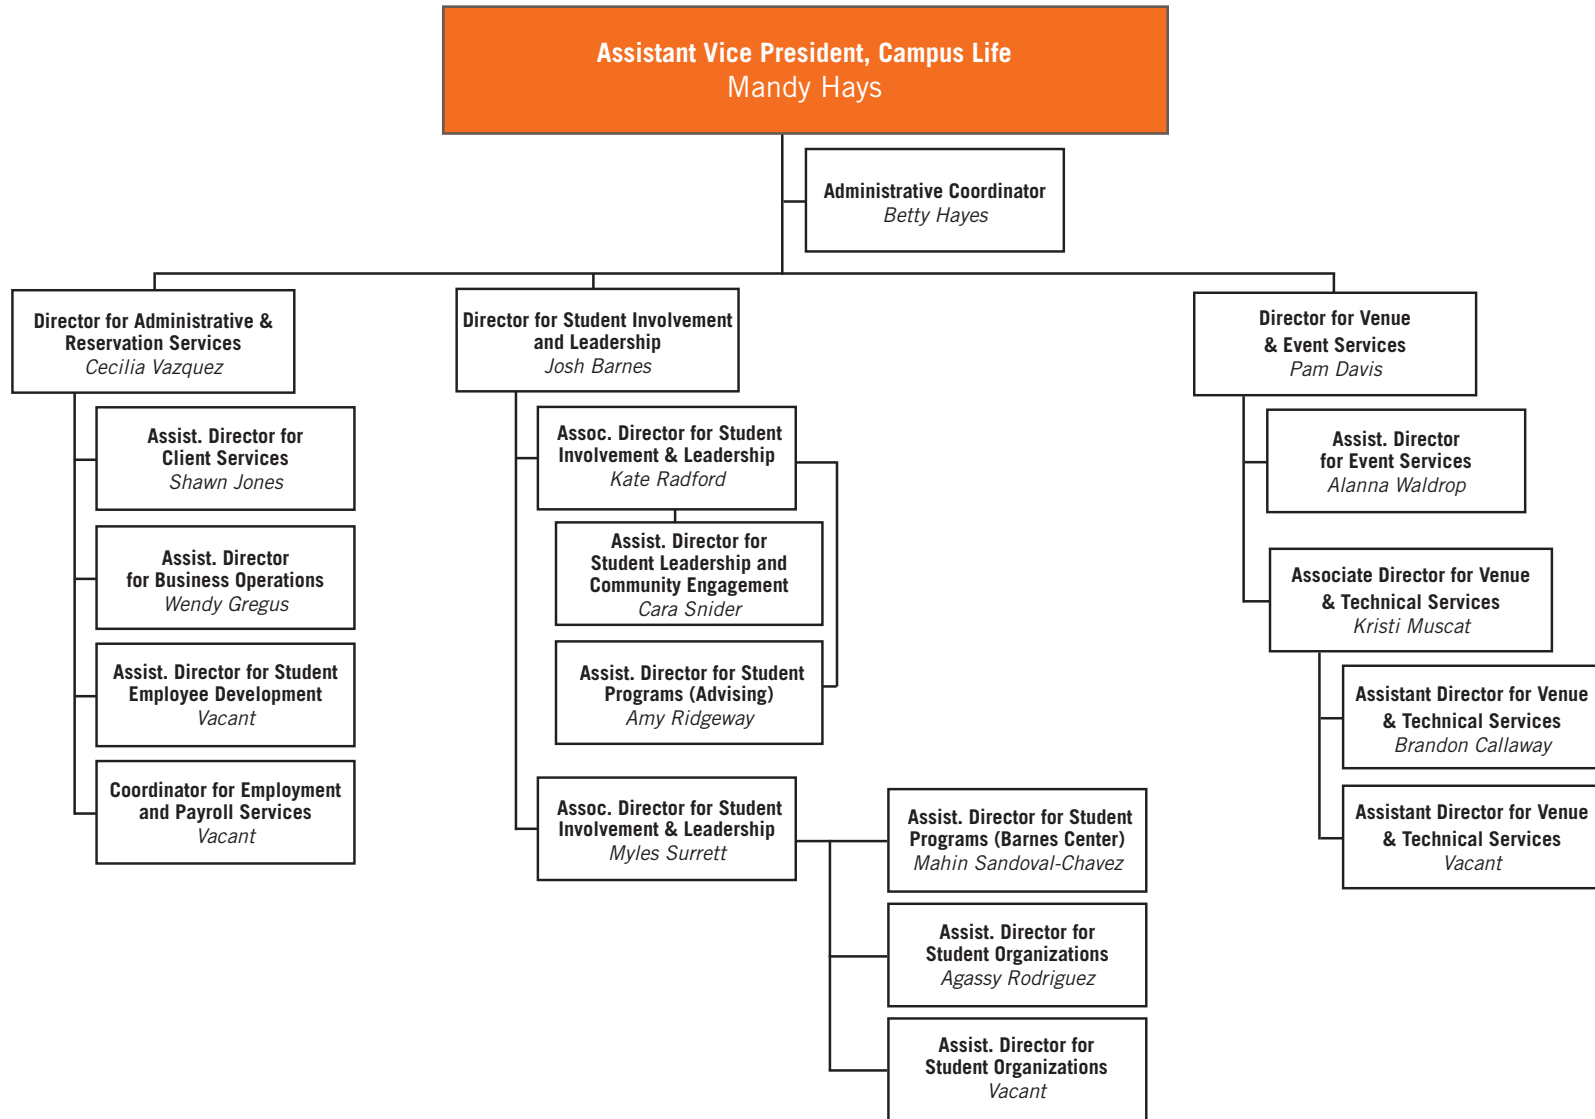 Assistant Vice President, Campus Life
Mandy Hays
Administrative Coordinator
Betty Hayes
Director for Administrative &
Reservation Services
Cecilia Vazquez
Assist. Director for
Client Services
Shawn Jones
Assist. Director
for Business Operations
Wendy Gregus
Assist. Director for Student
Employee Development
Vacant
Coordinator for Employment
and Payroll Services
Vacant
Director for Student Involvement
and Leadership
Josh Barnes
Assoc. Director for Student
Involvement & Leadership
Kate Radford
Assist. Director for
Student Leadership and
Community Engagement
Cara Snider
Assist. Director for Student
Programs (Advising)
Amy Ridgeway
Assoc. Director for Student
Involvement & Leadership
Myles Surrett
Assist. Director for Student
Programs (Barnes Center)
Mahin Sandoval-Chavez
Assist. Director for
Student Organizations
Agassy Rodriguez
Assist. Director for
Student Organizations
Vacant
Director for Venue
& Event Services
Pam Davis
Assist. Director
for Event Services
Alanna Waldrop
Associate Director for Venue
& Technical Services
Kristi Muscat
Assistant Director for Venue
& Technical Services
Brandon Callaway
Assistant Director for Venue
& Technical Services
Vacant